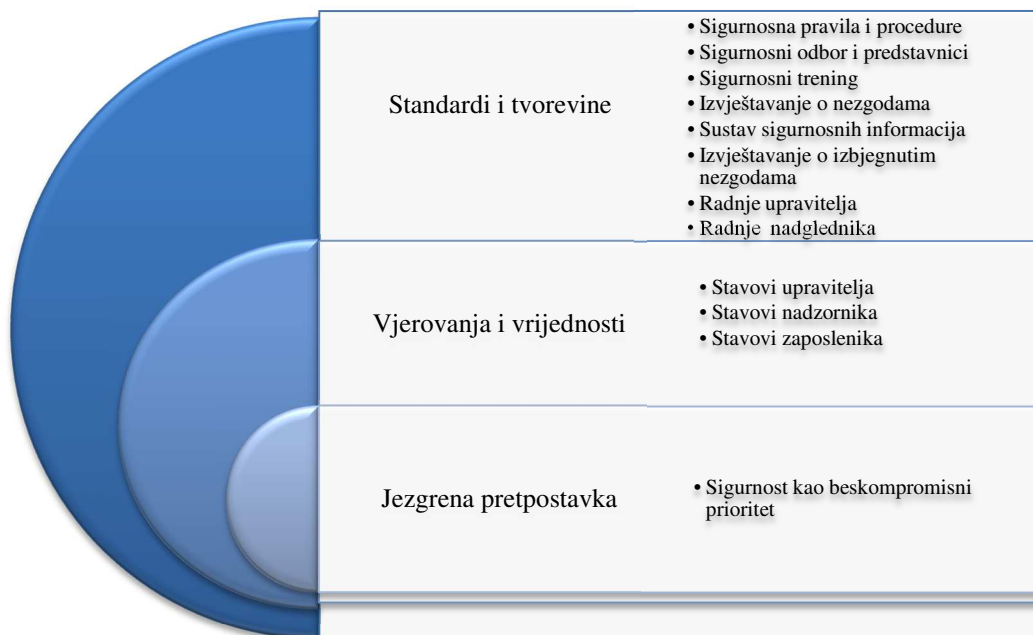 Standardi i tvorevine
• Sigurnosna pravila i procedure
• Sigurnosni odbor i predstavnici
• Sigurnosni trening
• Izvještavanje o nezgodama
• Sustav sigurnosnih informacija
• Izvještavanje o izbjegnutim
nezgodama
• Radnje upravitelja
• Radnje nadglednika
Vjerovanja i vrijednosti
• Stavovi upravitelja
• Stavovi nadzornika
• Stavovi zaposlenika
Jezgrena pretpostavka
• Sigurnost kao beskompromisni
prioritet